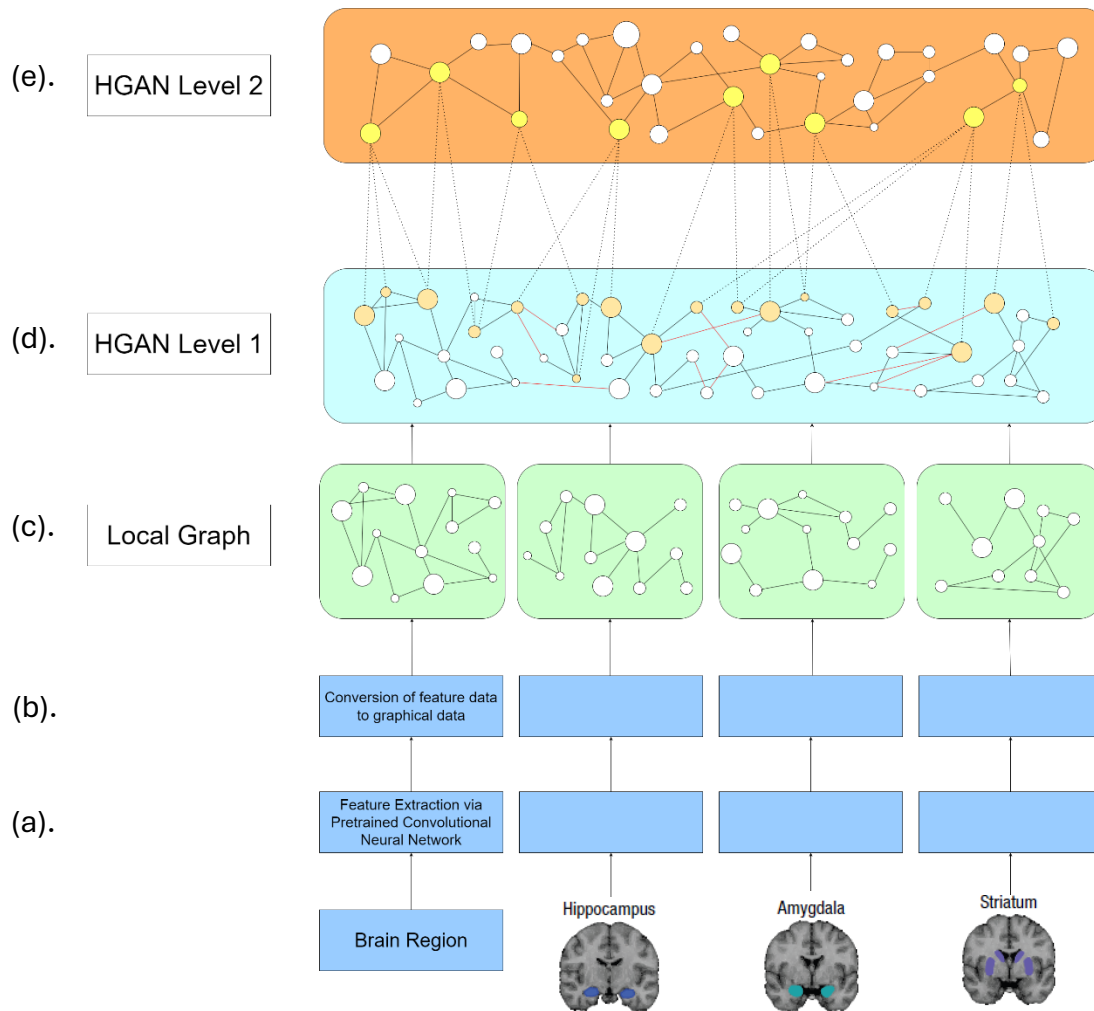 (e).
HGAN Level 2
(d).
HGAN Level 1
(c).
Local Graph
(b).
Conversion of feature data
to graphical data
(a).
Feature Extraction via
Pretrained Convolutional
Neural Network
Brain Region
Hippocampus
Amygdala
Striatum